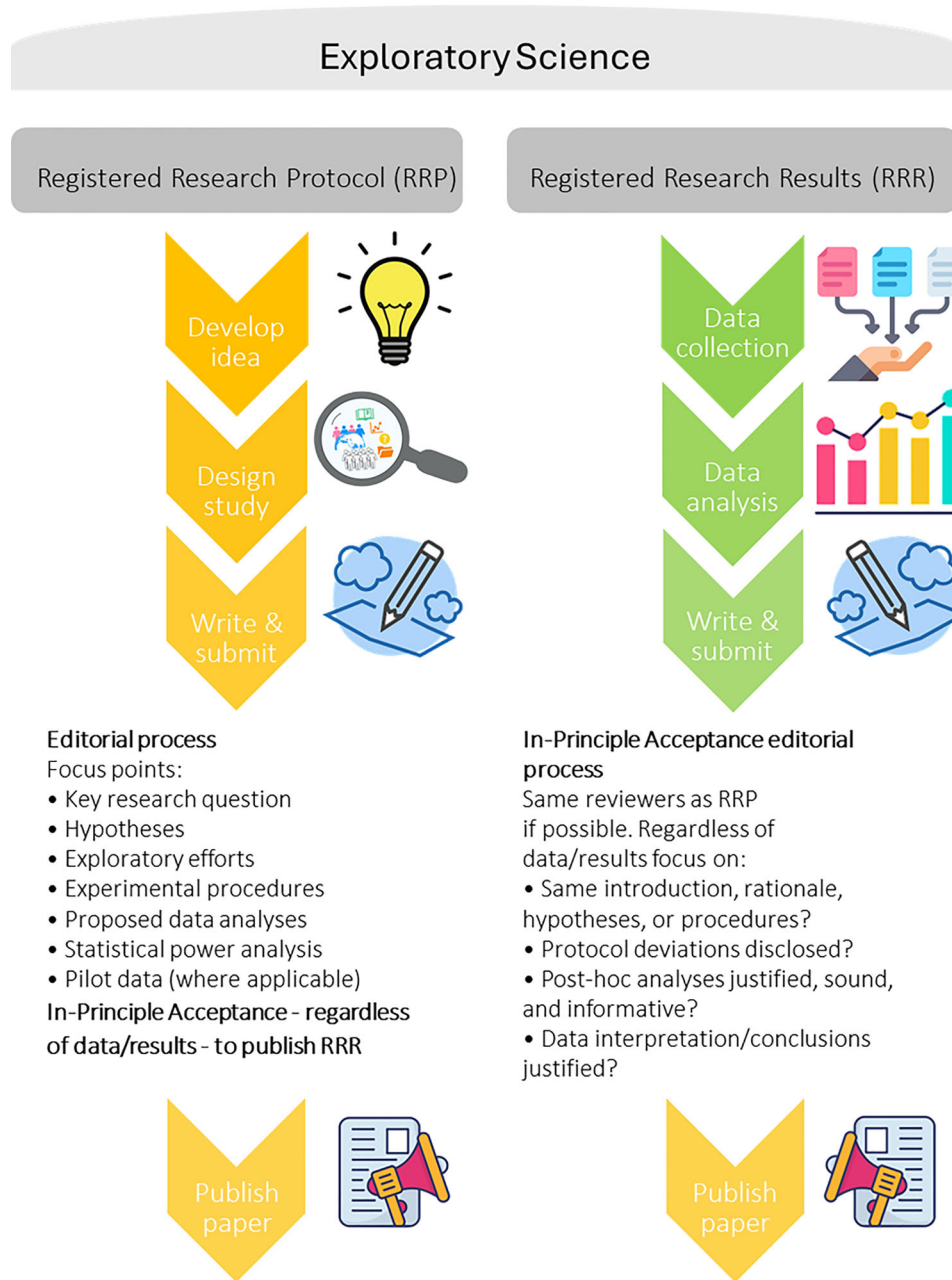 Exploratory Science
Registered Research Protocol (RRP)
Develop
idea
Design
study
Write &
submit
Editorial process
Focus points:
• Key research question
• Hypotheses
• Exploratory efforts
• Experimental procedures
• Proposed data analyses
• Statistical power analysis
• Pilot data (where applicable)
In-Principle Acceptance - regardless
of data/results - to publish RRR
Publish
paper
Registered Research Results (RRR)
Data
collection
Data
analysis
Write &
submit
In-Principle Acceptance editorial
process
Same reviewers as RRP
if possible. Regardless of
data/results focus on:
• Same introduction, rationale,
hypotheses, or procedures?
• Protocol deviations disclosed?
• Post-hoc analyses justified, sound,
and informative?
• Data interpretation/conclusions
justified?
Publish
paper